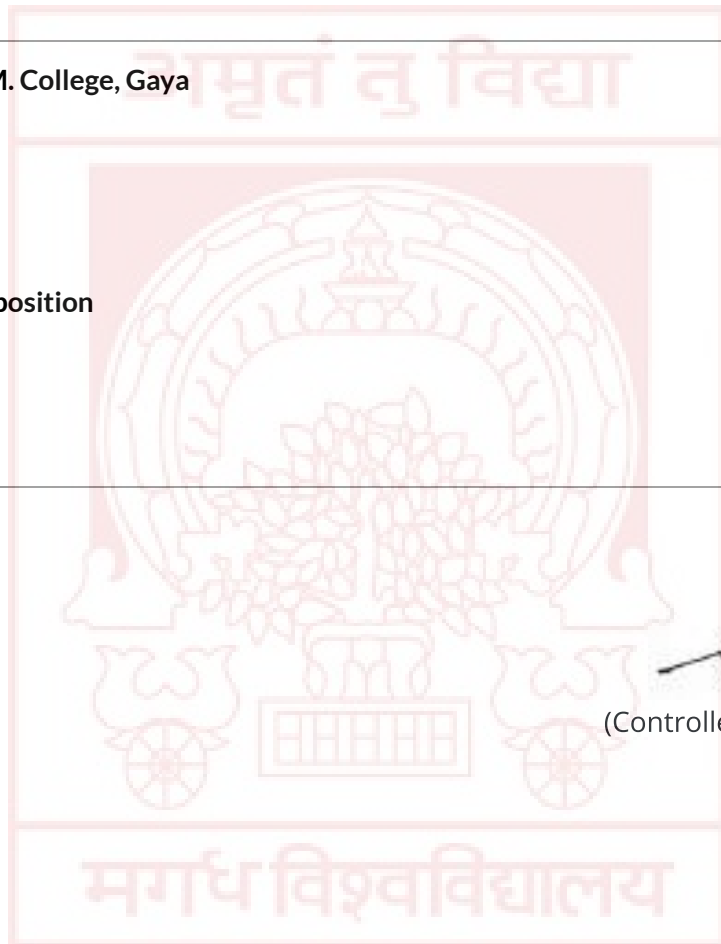 अमृतं तु विद्या
M. College, Gaya
position
(Controlle
मगध विश्वविद्यालय